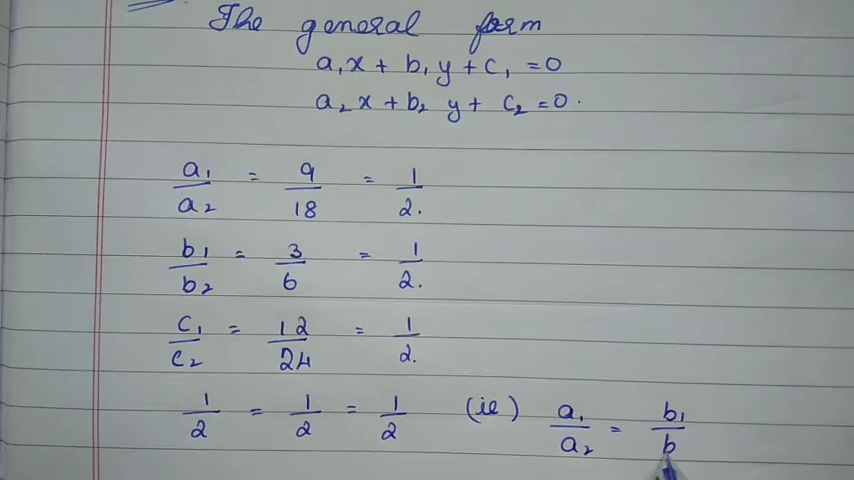 The general form
a₁x + b₁y + c₁ = 0
a₂x + b₂ y + c₂ = 0.
a₁/a₂ = 9/18 = 1/2.
b₁/b₂ = 3/6 = 1/2.
c₁/c₂ = 12/24 = 1/2.
1/2 = 1/2 = 1/2 (ie) a₁/a₂ = b₁/b